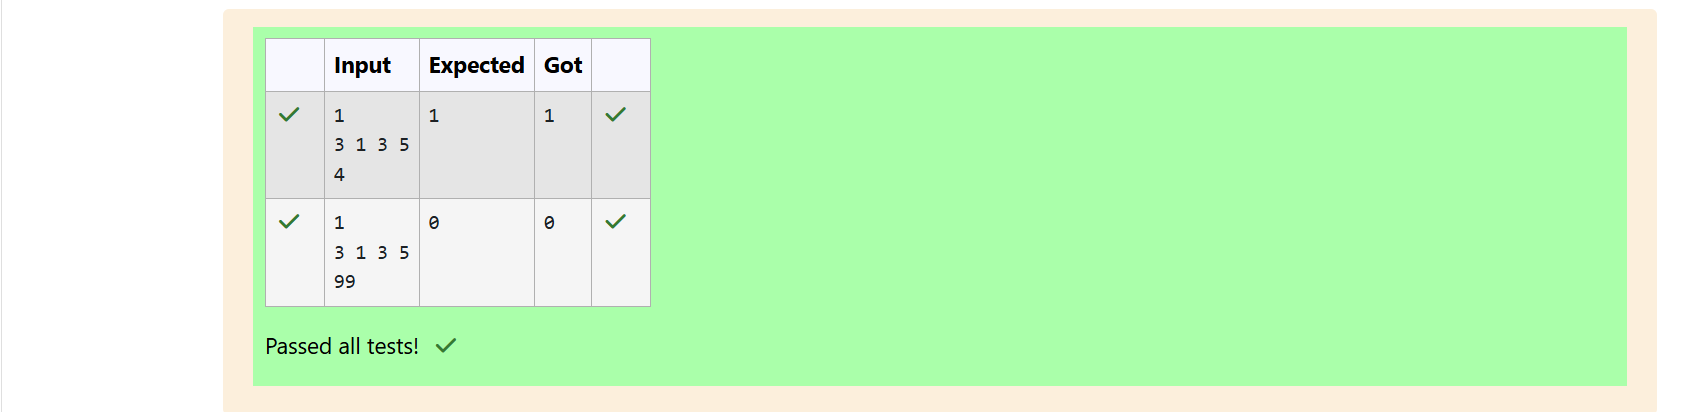 Input Expected Got
1 1 1
3 1 3 5
4
1 0 0
3 1 3 5
99
Passed all tests!